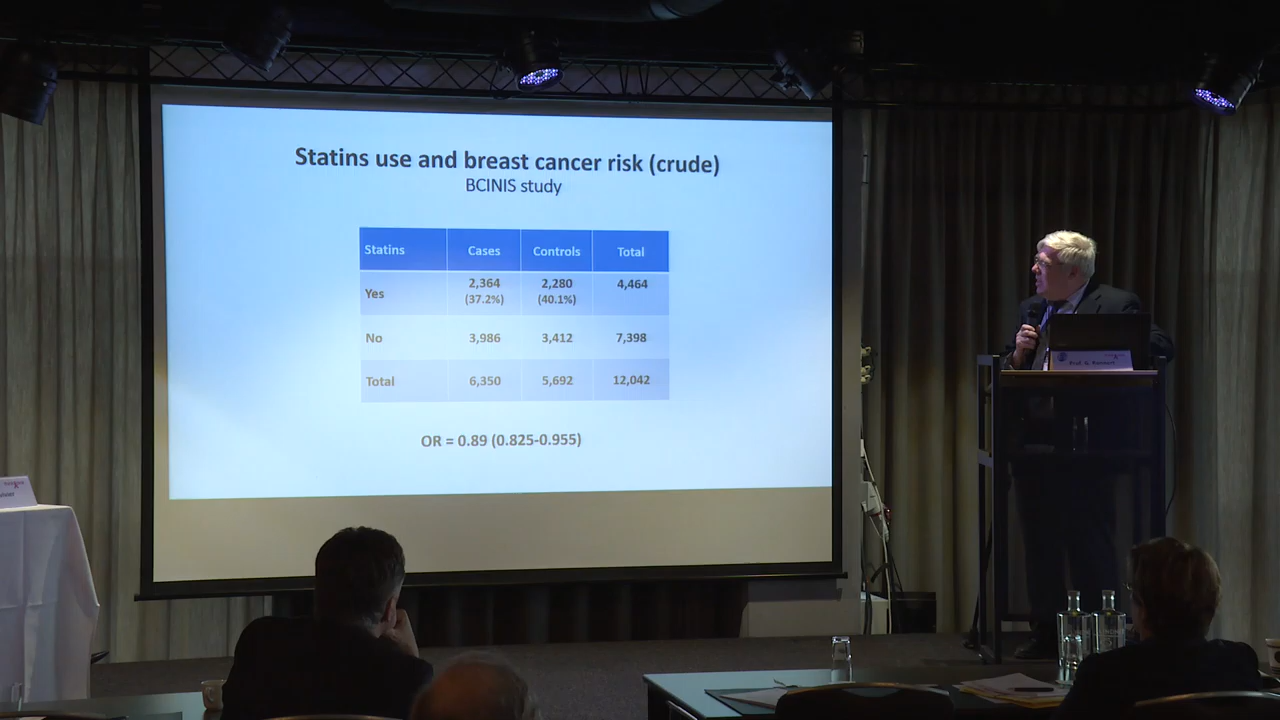 Statins use and breast cancer risk (crude)
BCINIS study
Statins Cases Controls Total
Yes 2,364 (37.2%) 2,280 (40.1%) 4,464
No 3,986 3,412 7,398
Total 6,350 5,692 12,042
OR = 0.89 (0.825-0.955)
Prof. G. Rennert